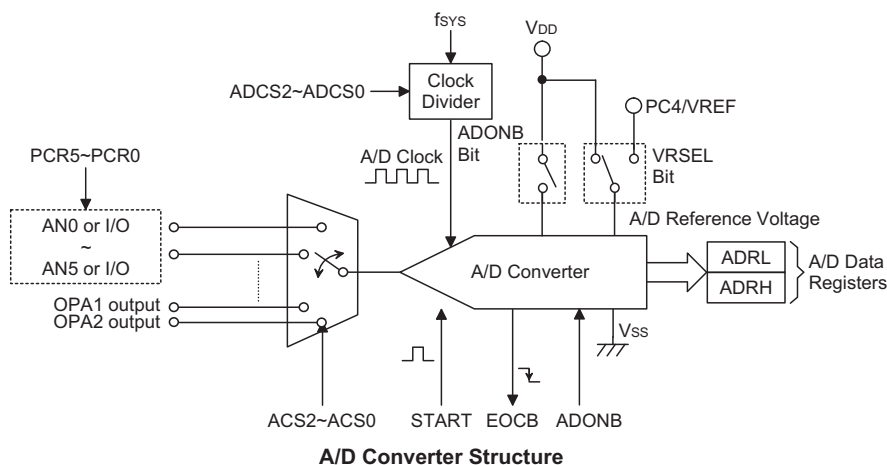 fSYS
VDD
ADCS2~ADCS0
Clock
Divider
PC4/VREF
ADONB
Bit
VRSEL
Bit
PCR5~PCR0
A/D Clock
A/D Reference Voltage
AN0 or I/O
~
AN5 or I/O
A/D Converter
ADRL
ADRH
A/D Data
Registers
OPA1 output
OPA2 output
VSS
ACS2~ACS0
START
EOCB
ADONB
A/D Converter Structure